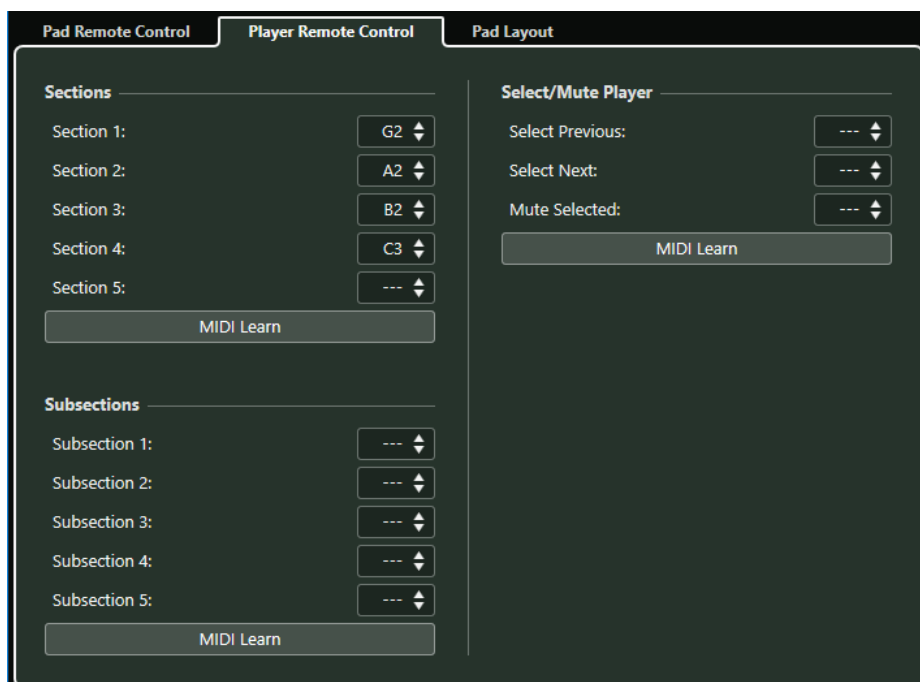 Pad Remote Control
Player Remote Control
Pad Layout
Sections
Section 1: G2
Section 2: A2
Section 3: B2
Section 4: C3
Section 5: ---
MIDI Learn
Subsections
Subsection 1: ---
Subsection 2: ---
Subsection 3: ---
Subsection 4: ---
Subsection 5: ---
MIDI Learn
Select/Mute Player
Select Previous: ---
Select Next: ---
Mute Selected: ---
MIDI Learn